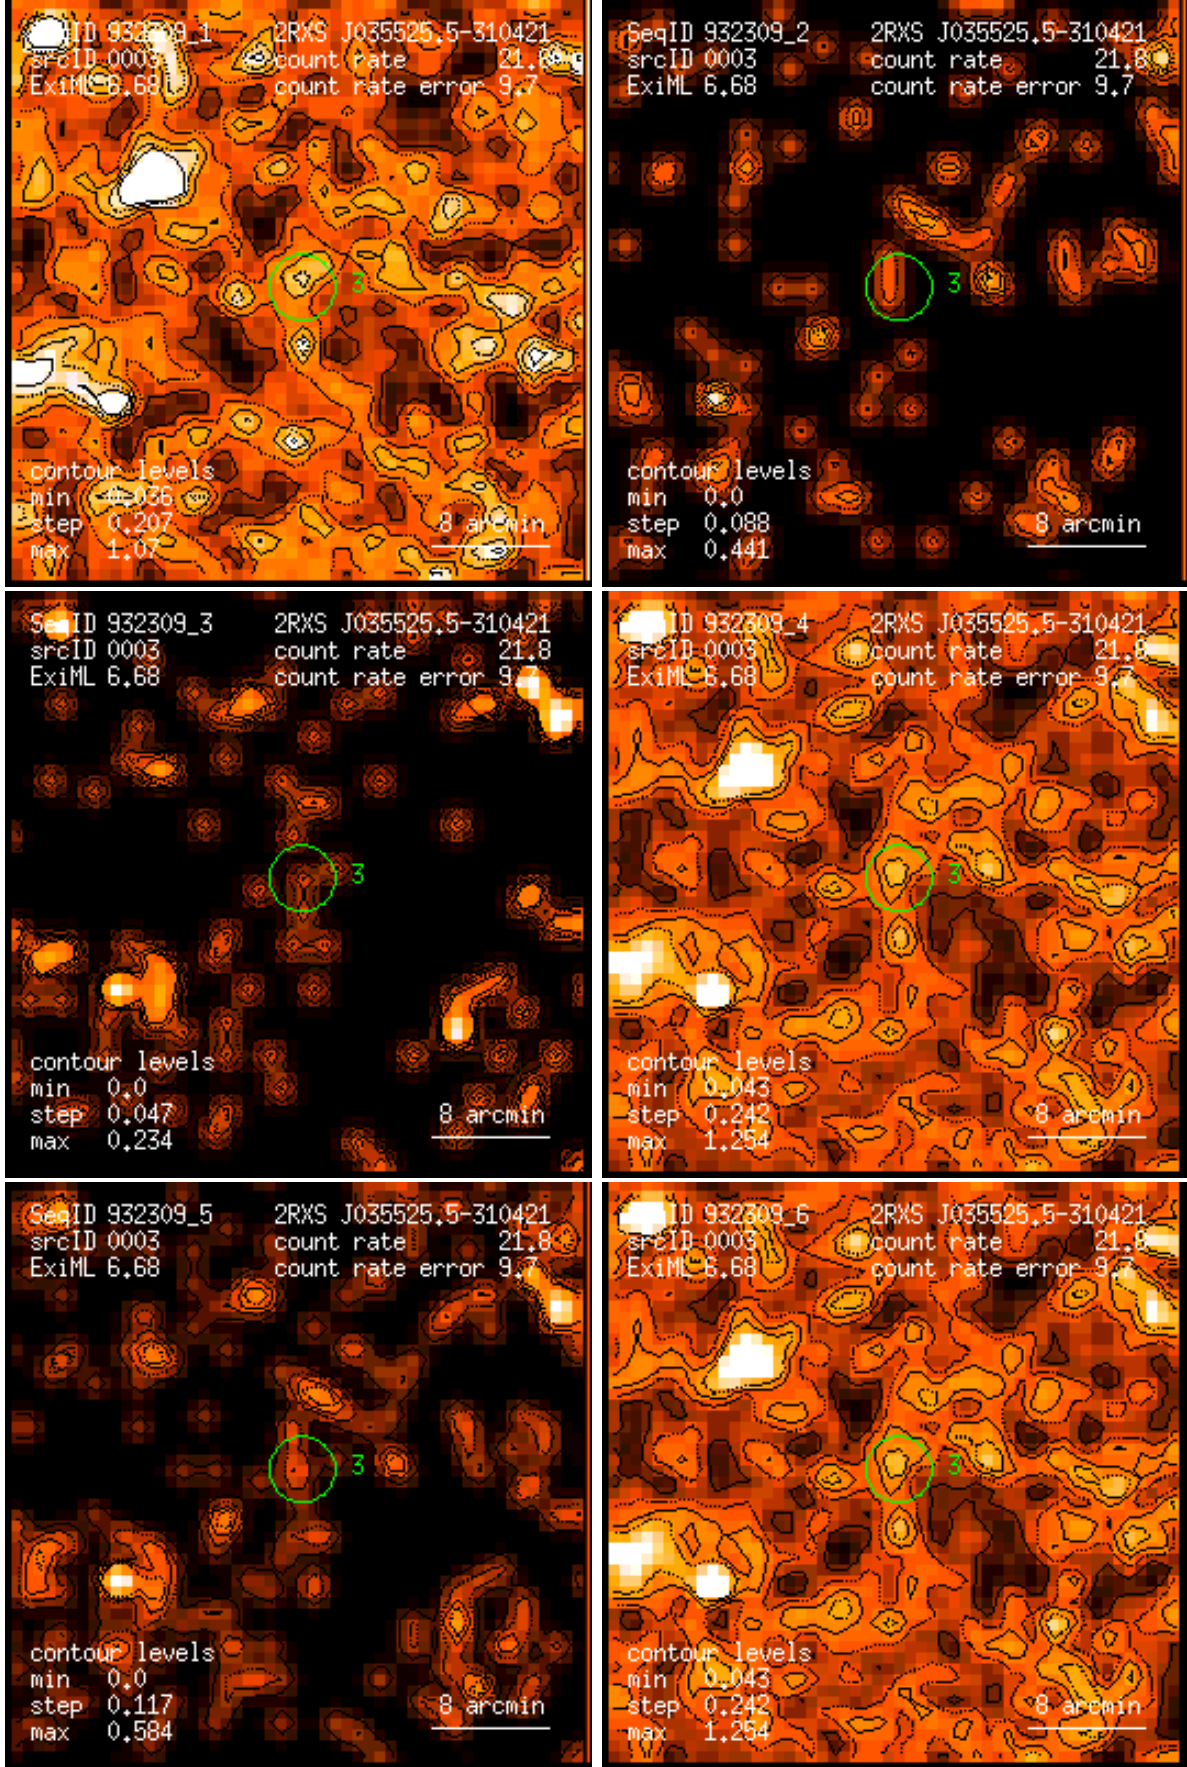 SeqID 932309_1 2RXS J035525.5-310421
srcID 0003 count rate 21.8
ExiML 6.68 count rate error 9.7
3
contour levels
min 0.036
step 0.207 8 arcmin
max 1.07
SeqID 932309_2 2RXS J035525.5-310421
srcID 0003 count rate 21.8
ExiML 6.68 count rate error 9.7
3
contour levels
min 0.0
step 0.088 8 arcmin
max 0.441
SeqID 932309_3 2RXS J035525.5-310421
srcID 0003 count rate 21.8
ExiML 6.68 count rate error 9.7
3
contour levels
min 0.0
step 0.047 8 arcmin
max 0.234
SeqID 932309_4 2RXS J035525.5-310421
srcID 0003 count rate 21.8
ExiML 6.68 count rate error 9.7
3
contour levels
min 0.043
step 0.242 8 arcmin
max 1.254
SeqID 932309_5 2RXS J035525.5-310421
srcID 0003 count rate 21.8
ExiML 6.68 count rate error 9.7
3
contour levels
min 0.0
step 0.117 8 arcmin
max 0.584
SeqID 932309_6 2RXS J035525.5-310421
srcID 0003 count rate 21.8
ExiML 6.68 count rate error 9.7
3
contour levels
min 0.043
step 0.242 8 arcmin
max 1.254